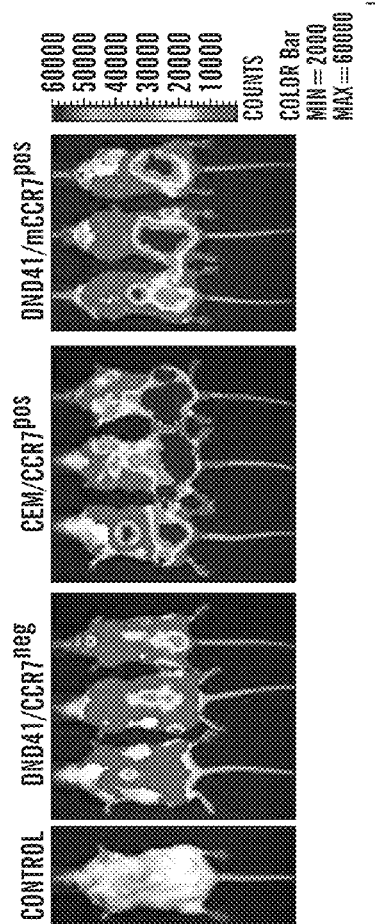 CONTROL
DND41/CCR7neg
CEM/CCR7pos
DND41/mCCR7pos
60000
50000
40000
30000
20000
10000
COUNTS
COLOR Bar
MIN = 2000
MAX = 60000